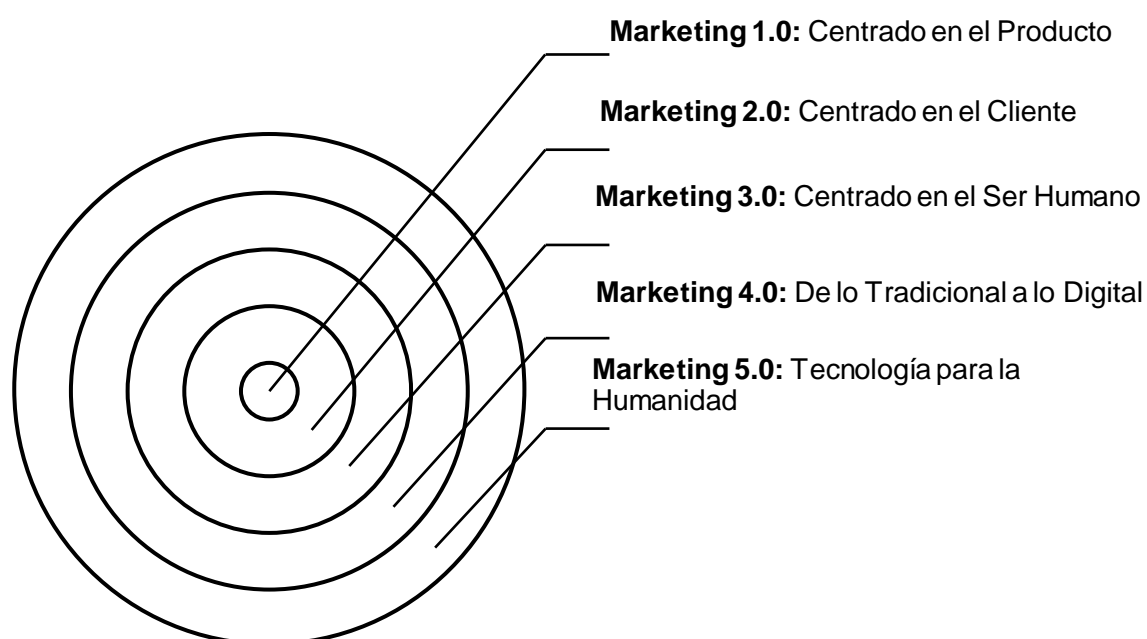 Marketing 1.0: Centrado en el Producto
Marketing 2.0: Centrado en el Cliente
Marketing 3.0: Centrado en el Ser Humano
Marketing 4.0: De lo Tradicional a lo Digital
Marketing 5.0: Tecnología para la
Humanidad